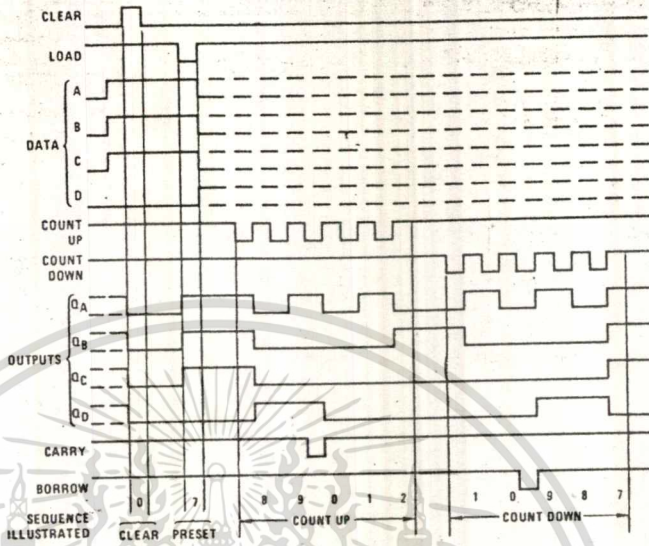 CLEAR
LOAD
A
B
DATA
C
D
COUNT
UP
COUNT
DOWN
QA
QB
OUTPUTS
QC
QD
CARRY
BORROW
0 7 8 9 0 1 2 1 0 9 8 7
SEQUENCE
ILLUSTRATED
CLEAR PRESET COUNT UP COUNT DOWN